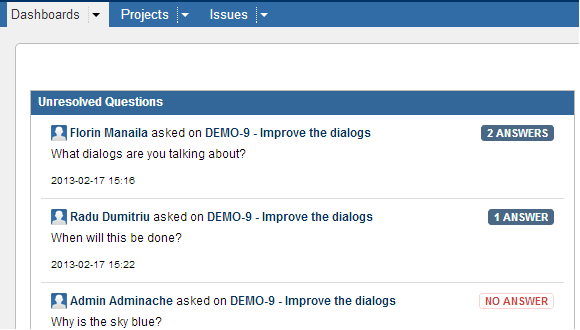 Dashboards Projects Issues
Unresolved Questions
Florin Manaila asked on DEMO-9 - Improve the dialogs 2 ANSWERS
What dialogs are you talking about?
2013-02-17 15:16
Radu Dumitriu asked on DEMO-9 - Improve the dialogs 1 ANSWER
When will this be done?
2013-02-17 15:22
Admin Adminache asked on DEMO-9 - Improve the dialogs NO ANSWER
Why is the sky blue?